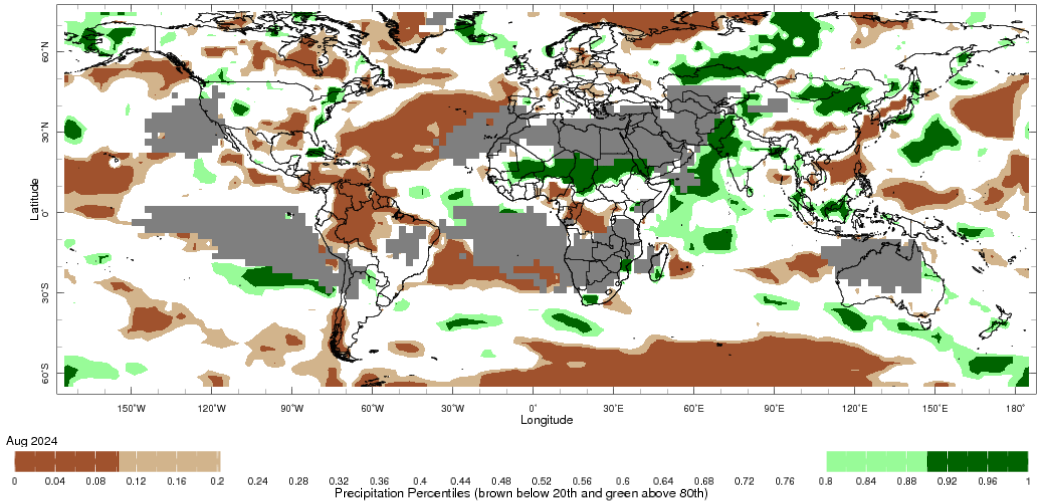 60°N
30°N
0°
30°S
60°S
Latitude
150°W 120°W 90°W 60°W 30°W 0° 30°E 60°E 90°E 120°E 150°E 180°
Longitude
Aug 2024
0 0.04 0.08 0.12 0.16 0.2 0.24 0.28 0.32 0.36 0.4 0.44 0.48 0.52 0.56 0.6 0.64 0.68 0.72 0.76 0.8 0.84 0.88 0.92 0.96 1
Precipitation Percentiles (brown below 20th and green above 80th)